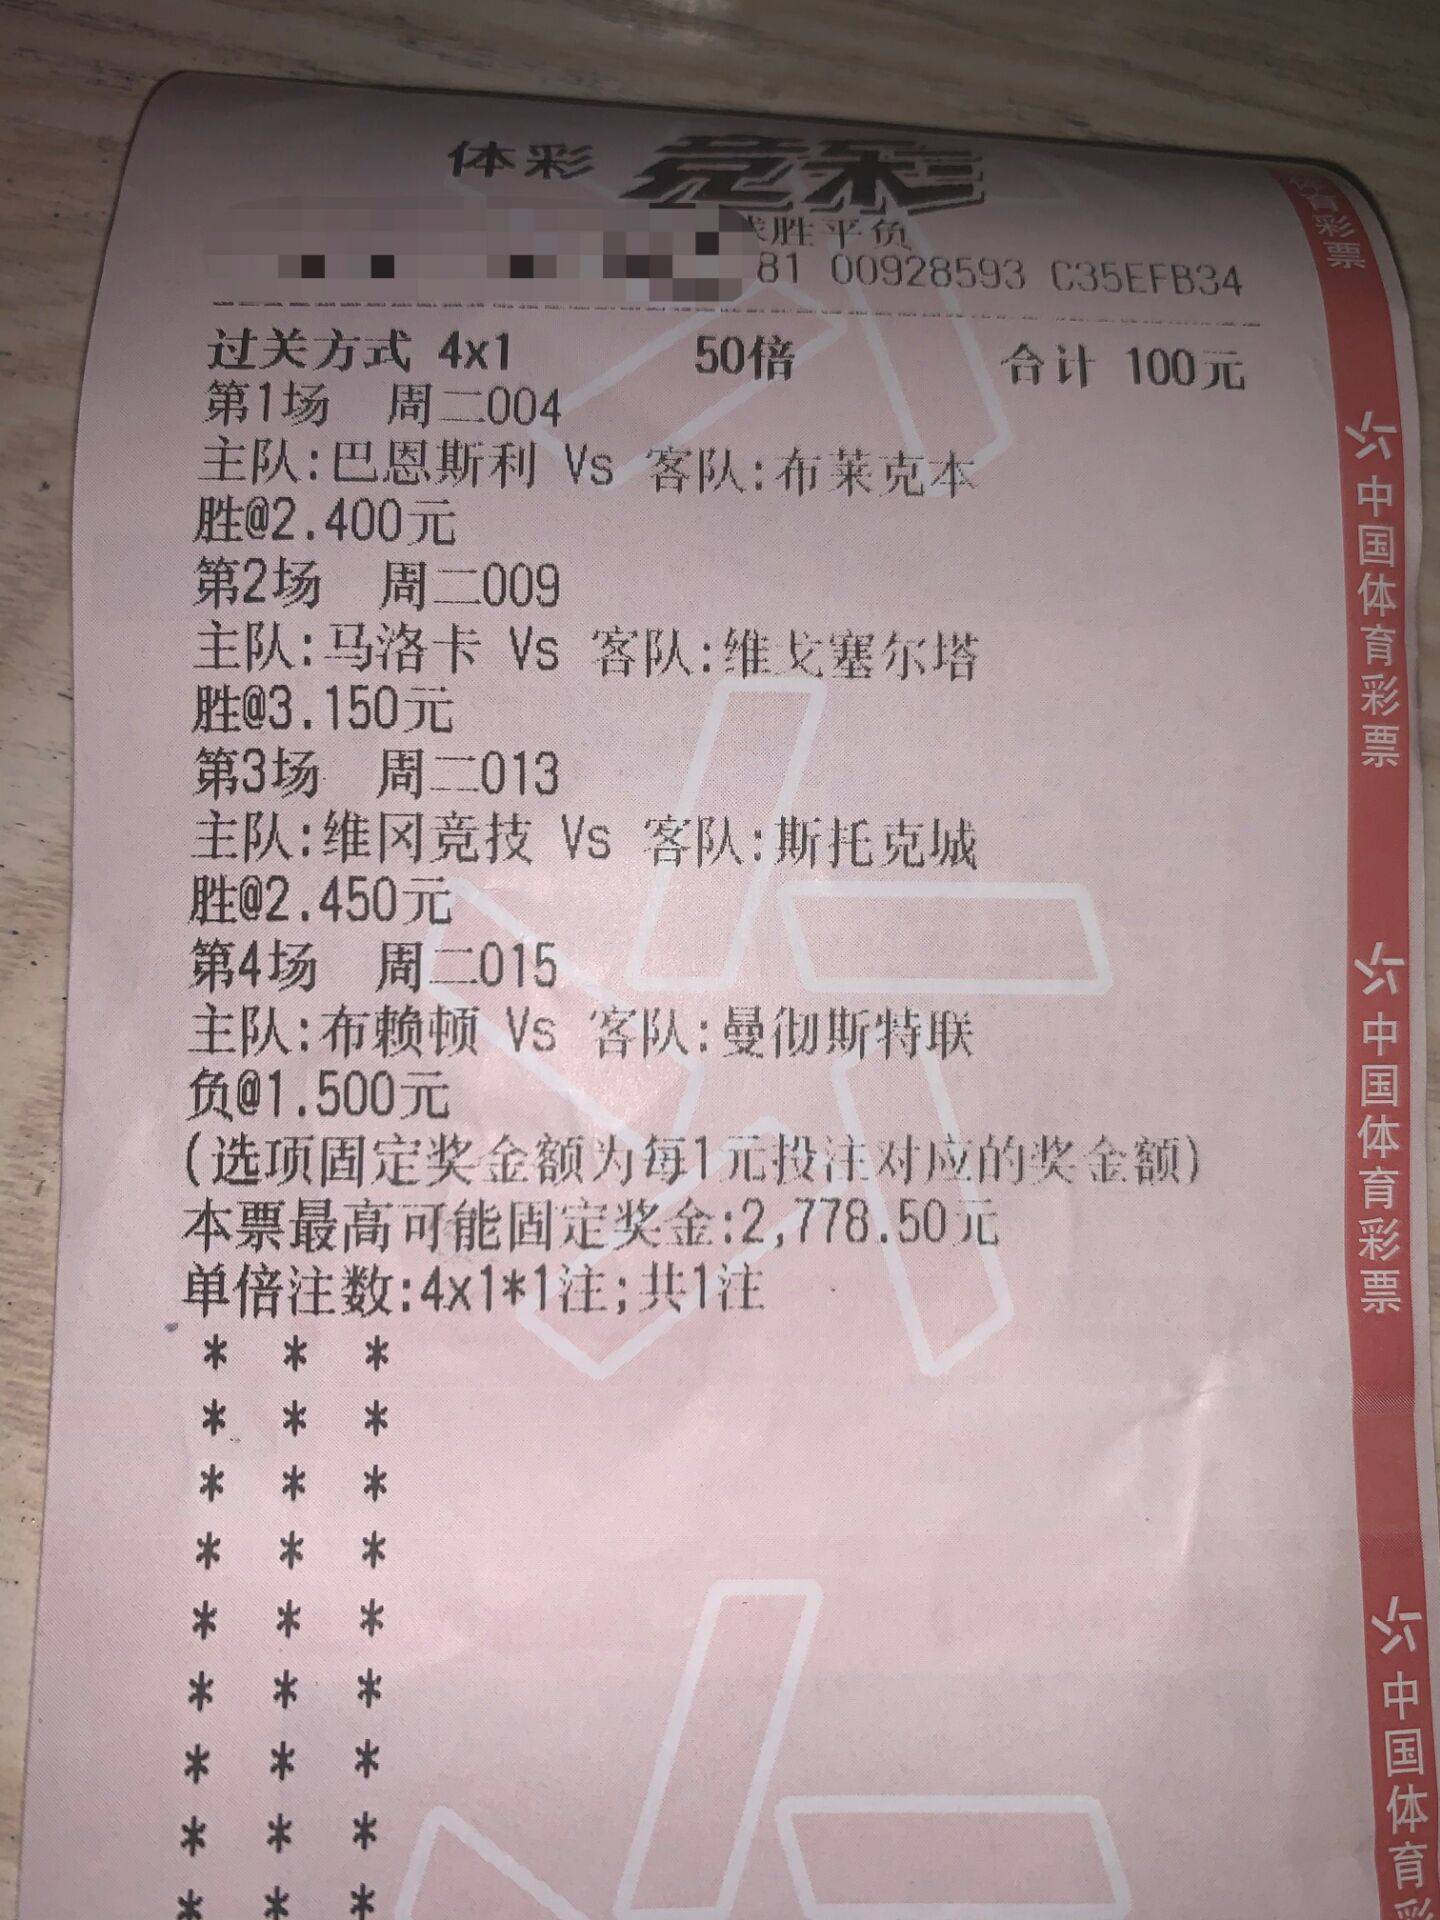 体彩 竞彩
胜平负
81 00928593 C35EFB34
过关方式 4x1 50倍 合计 100元
第1场 周二004
主队:巴恩斯利 Vs 客队:布莱克本
胜@2.400元
第2场 周二009
主队:马洛卡 Vs 客队:维戈塞尔塔
胜@3.150元
第3场 周二013
主队:维冈竞技 Vs 客队:斯托克城
胜@2.450元
第4场 周二015
主队:布赖顿 Vs 客队:曼彻斯特联
负@1.500元
(选项固定奖金额为每1元投注对应的奖金额)
本票最高可能固定奖金:2,778.50元
单倍注数:4x1*1注;共1注
* * *
* * *
* * *
* * *
* * *
* * *
* * *
* * *
* * *
育彩票
中国体育彩票
中国体育彩票
中国体育彩